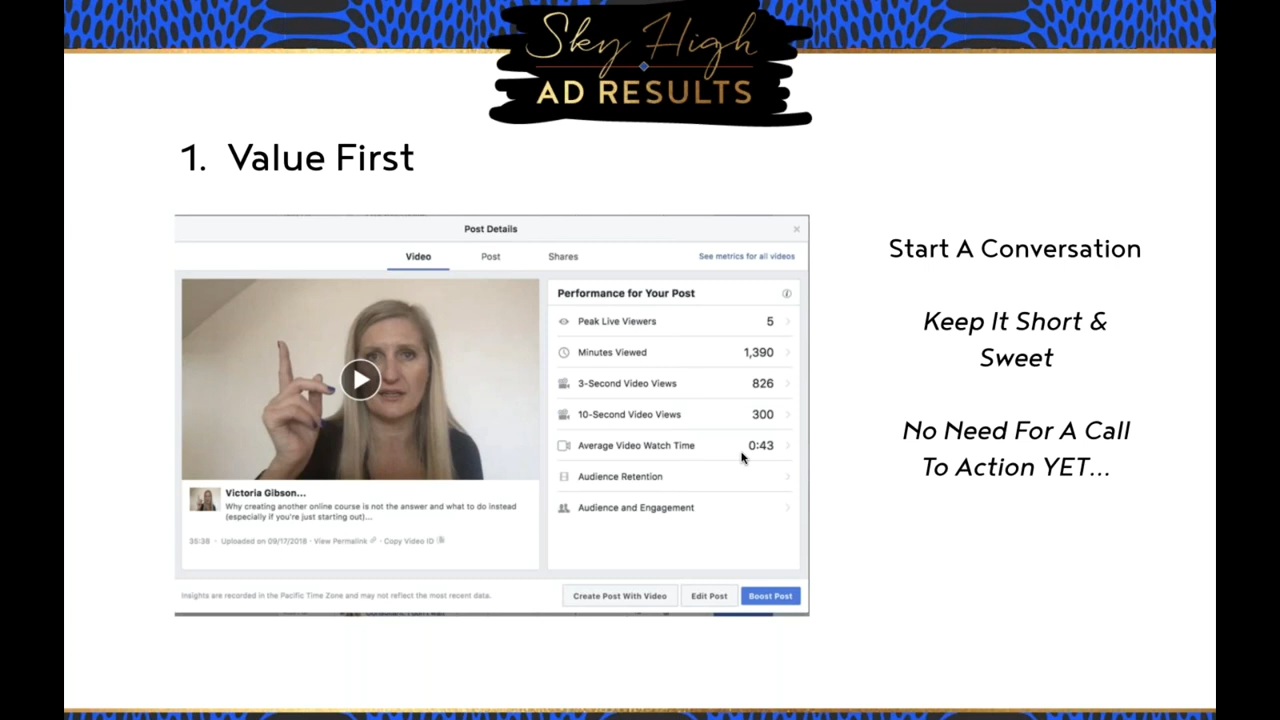 Sky High
AD RESULTS
1. Value First
Post Details
Video Post Shares See metrics for all videos
Performance for Your Post
Peak Live Viewers 5
Minutes Viewed 1,390
3-Second Video Views 826
10-Second Video Views 300
Average Video Watch Time 0:43
Audience Retention
Audience and Engagement
Victoria Gibson...
Why creating another online course is not the answer and what to do instead
(especially if you're just starting out)...
35:38 · Uploaded on 09/17/2018 · View Permalink · Copy Video ID
Insights are recorded in the Pacific Time Zone and may not reflect the most recent data.
Create Post With Video Edit Post Boost Post
Start A Conversation
Keep It Short &
Sweet
No Need For A Call
To Action YET...